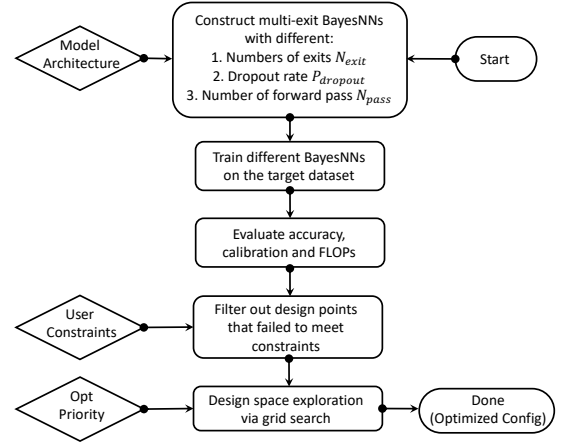 Model
Architecture
Construct multi-exit BayesNNs
with different:
1. Numbers of exits N_exit
2. Dropout rate P_dropout
3. Number of forward pass N_pass
Start
Train different BayesNNs
on the target dataset
Evaluate accuracy,
calibration and FLOPs
User
Constraints
Filter out design points
that failed to meet
constraints
Opt
Priority
Design space exploration
via grid search
Done
(Optimized Config)